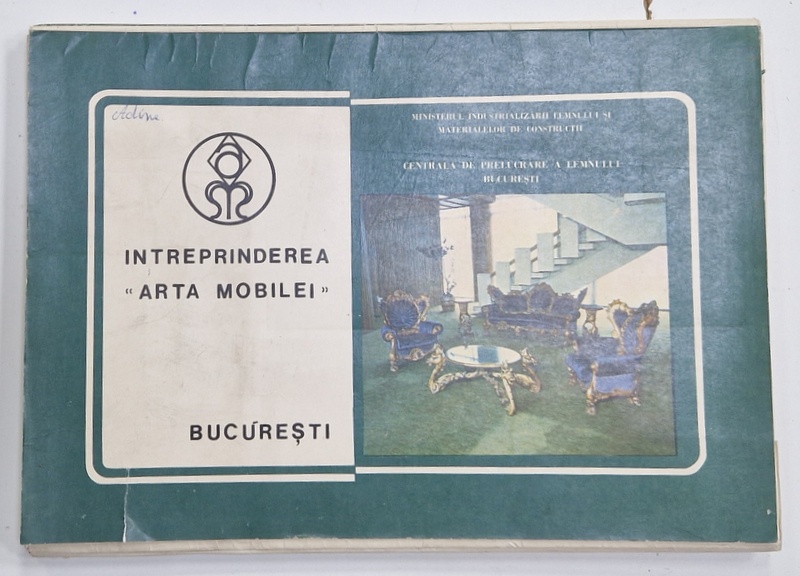 INTREPRINDEREA
“ARTA MOBILEI”
BUCUREȘTI
MINISTERUL INDUSTRIALIZĂRII LEMNULUI ȘI
MATERIALELOR DE CONSTRUCȚII
CENTRALA DE PRELUCRARE A LEMNULUI
BUCUREȘTI